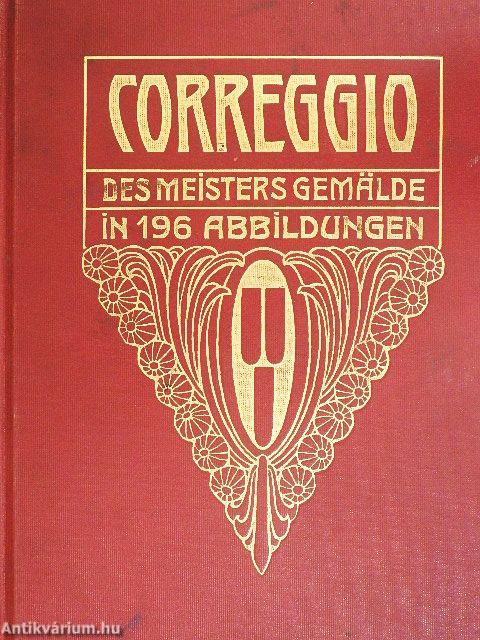 CORREGGIO
DES MEISTERS GEMÄLDE
IN 196 ABBILDUNGEN
Antikvárium.hu